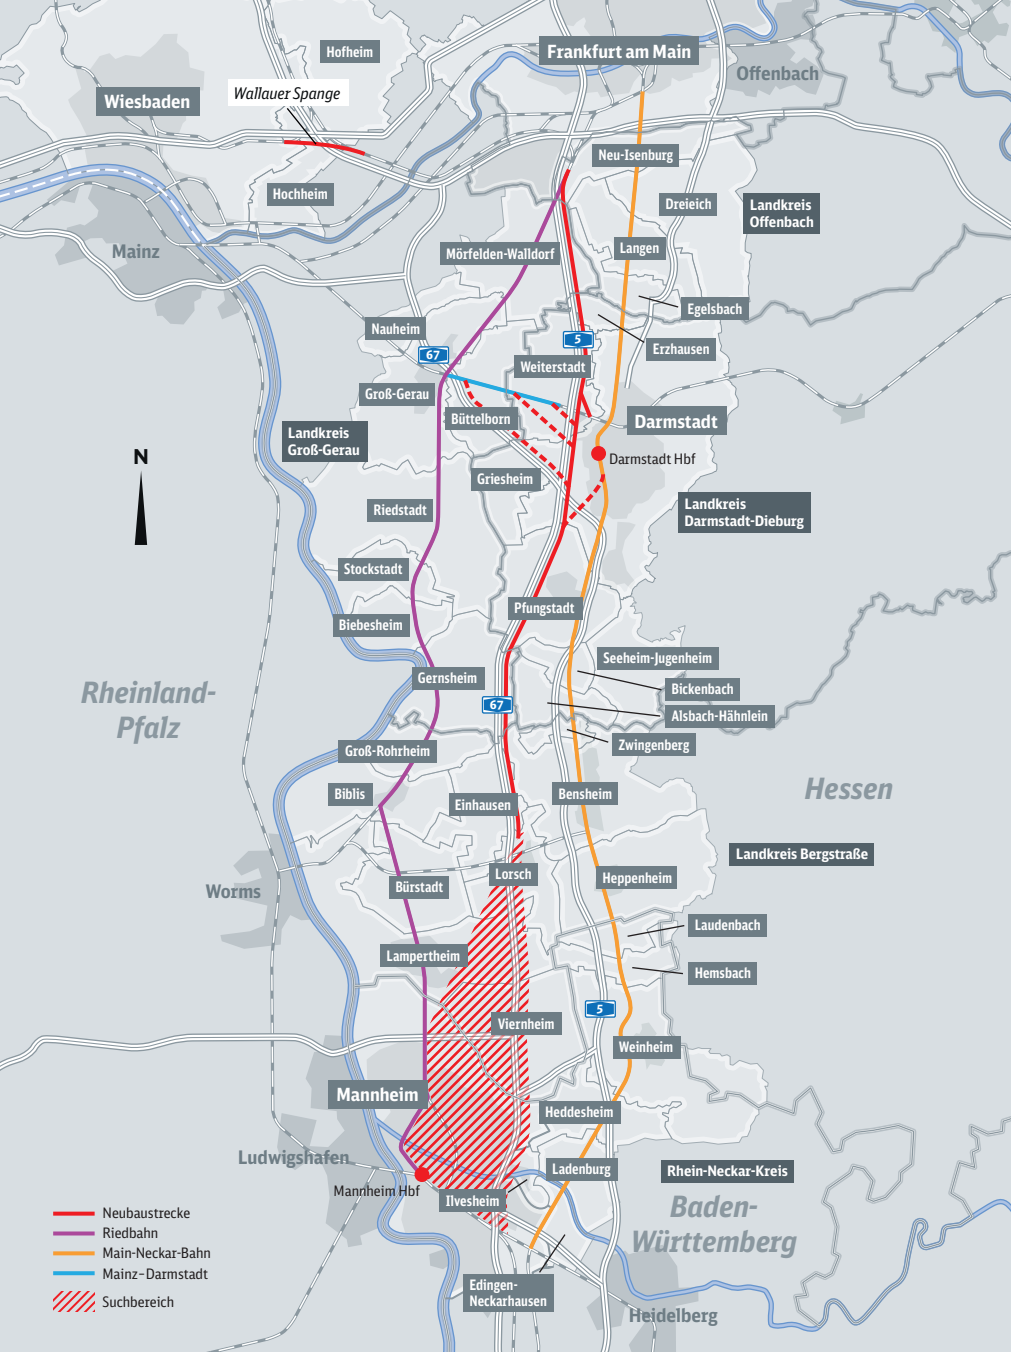 Hofheim
Frankfurt am Main
Offenbach
Wallauer Spange
Wiesbaden
Neu-Isenburg
Hochheim
Dreieich
Landkreis
Offenbach
Mainz
Mörfelden-Walldorf
Langen
Egelsbach
Nauheim
5
Erzhausen
67
Weiterstadt
Groß-Gerau
Büttelborn
Darmstadt
Landkreis
Groß-Gerau
N
Darmstadt Hbf
Griesheim
Riedstadt
Landkreis
Darmstadt-Dieburg
Stockstadt
Pfungstadt
Biebesheim
Seeheim-Jugenheim
Gernsheim
Bickenbach
Rheinland-
Pfalz
67
Alsbach-Hähnlein
Zwingenberg
Groß-Rohrheim
Hessen
Biblis
Einhausen
Bensheim
Landkreis Bergstraße
Lorsch
Heppenheim
Worms
Bürstadt
Laudenbach
Lampertheim
Hemsbach
5
Viernheim
Weinheim
Mannheim
Heddesheim
Ludwigshafen
Ladenburg
Rhein-Neckar-Kreis
Mannheim Hbf
Ilvesheim
Baden-
Württemberg
Neubaustrecke
Riedbahn
Main-Neckar-Bahn
Mainz–Darmstadt
Suchbereich
Edingen-
Neckarhausen
Heidelberg